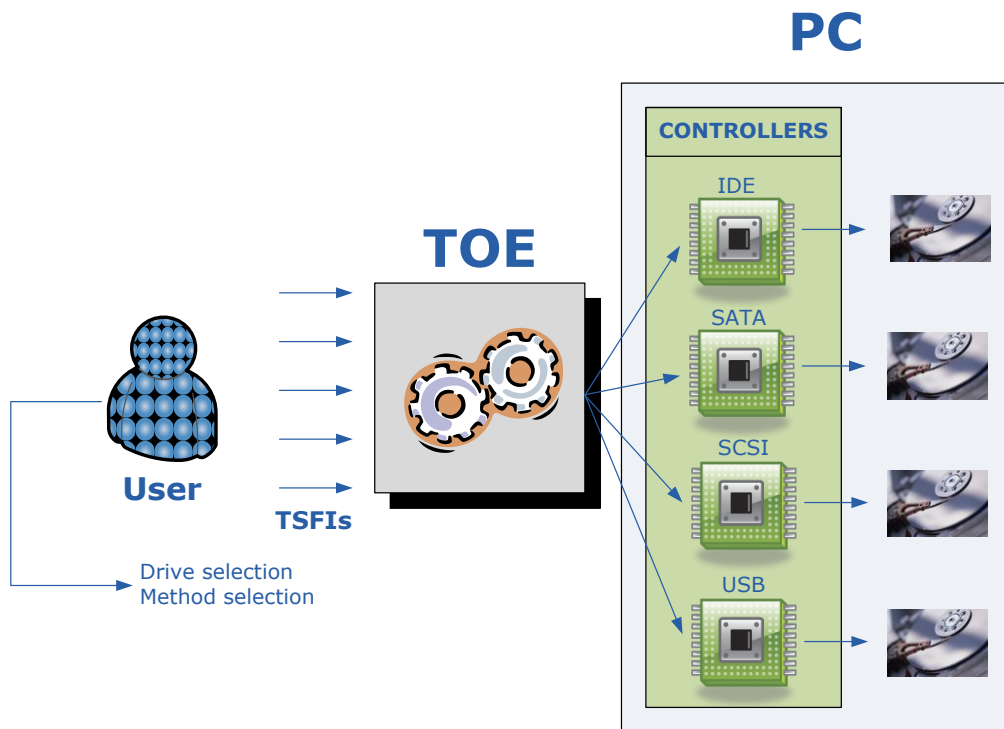 PC
CONTROLLERS
IDE
TOE
SATA
SCSI
User
TSFIs
Drive selection
Method selection
USB